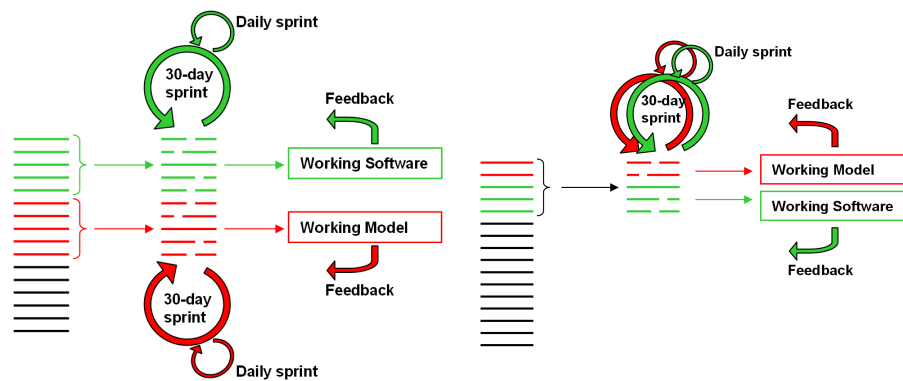 Daily sprint
30-day
sprint
Feedback
Working Software
Working Model
Feedback
30-day
sprint
Daily sprint
Daily sprint
30-day
sprint
Feedback
Working Model
Working Software
Feedback